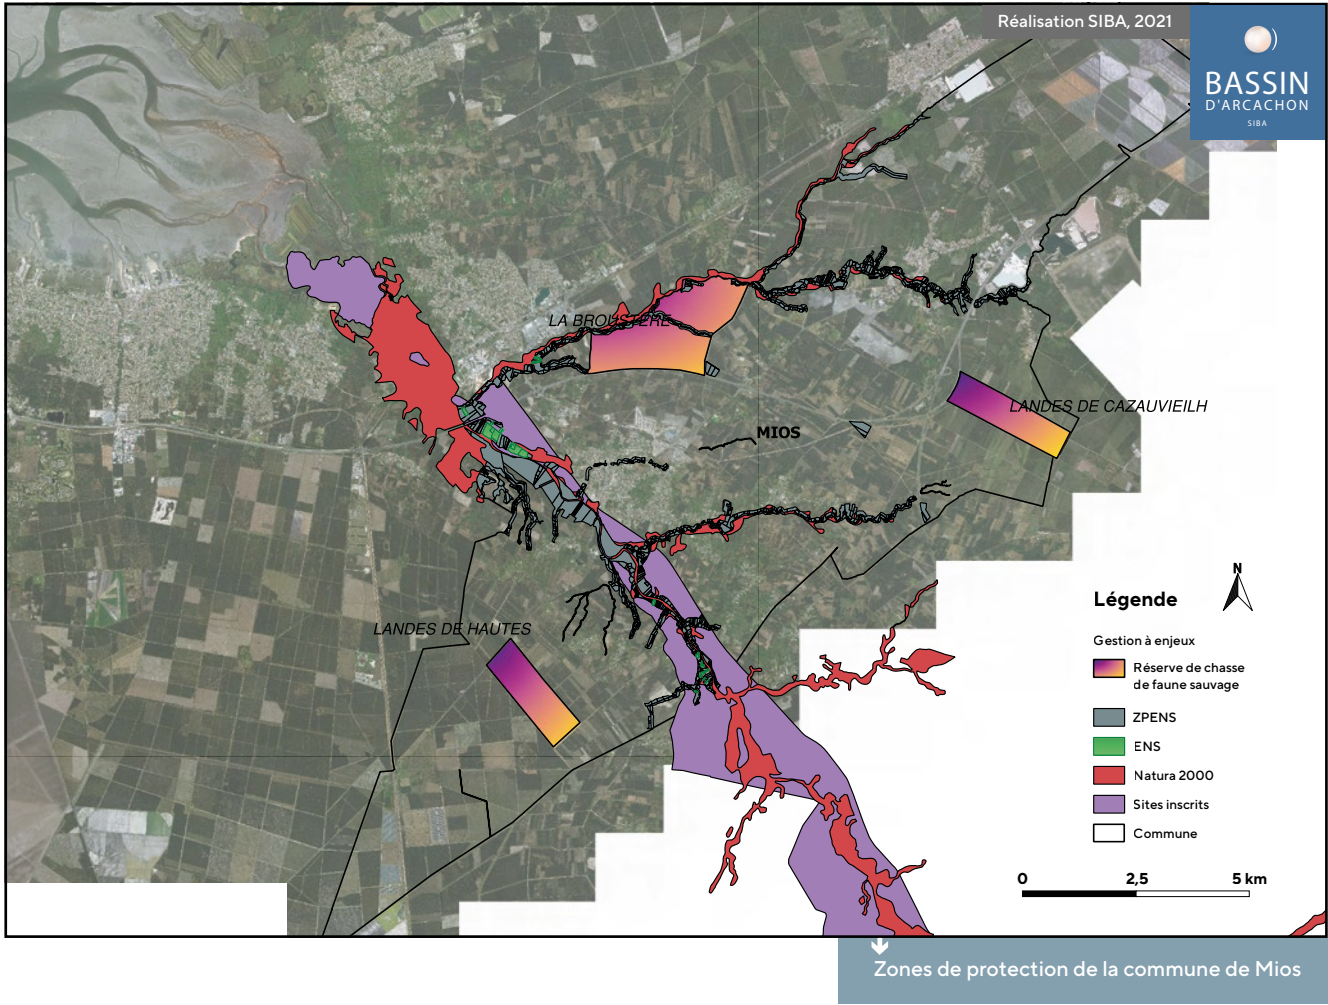 Réalisation SIBA, 2021
BASSIN
D'ARCACHON
SIBA
LA BROUSTERE
LANDES DE CAZAUVIEILH
MIOS
LANDES DE HAUTES
N
Légende
Gestion à enjeux
Réserve de chasse
de faune sauvage
ZPENS
ENS
Natura 2000
Sites inscrits
Commune
0 2,5 5 km
Zones de protection de la commune de Mios